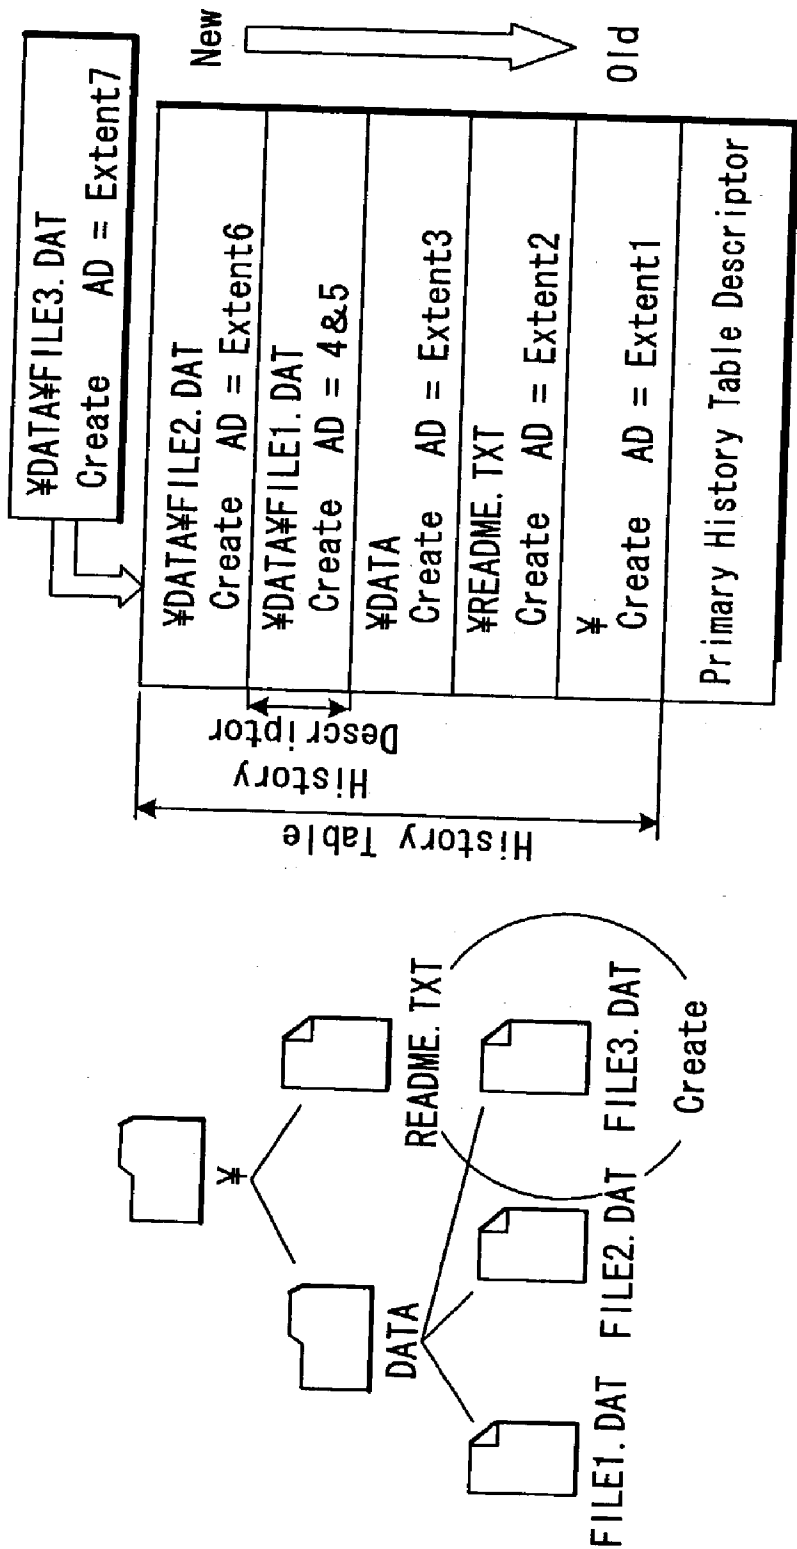 ¥
README.TXT
DATA
FILE1.DAT
FILE2.DAT
FILE3.DAT
Create
¥DATA¥FILE3.DAT
Create AD = Extent7
¥DATA¥FILE2.DAT
Create AD = Extent6
¥DATA¥FILE1.DAT
Create AD = 4&5
¥DATA
Create AD = Extent3
¥README.TXT
Create AD = Extent2
¥
Create AD = Extent1
Primary History Table Descriptor
History Table
History
Descriptor
New
Old